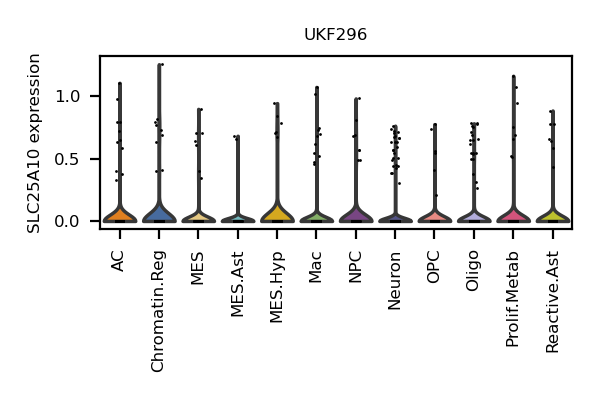 UKF296
SLC25A10 expression
1.0
0.5
0.0
AC
Chromatin.Reg
MES
MES.Ast
MES.Hyp
Mac
NPC
Neuron
OPC
Oligo
Prolif.Metab
Reactive.Ast